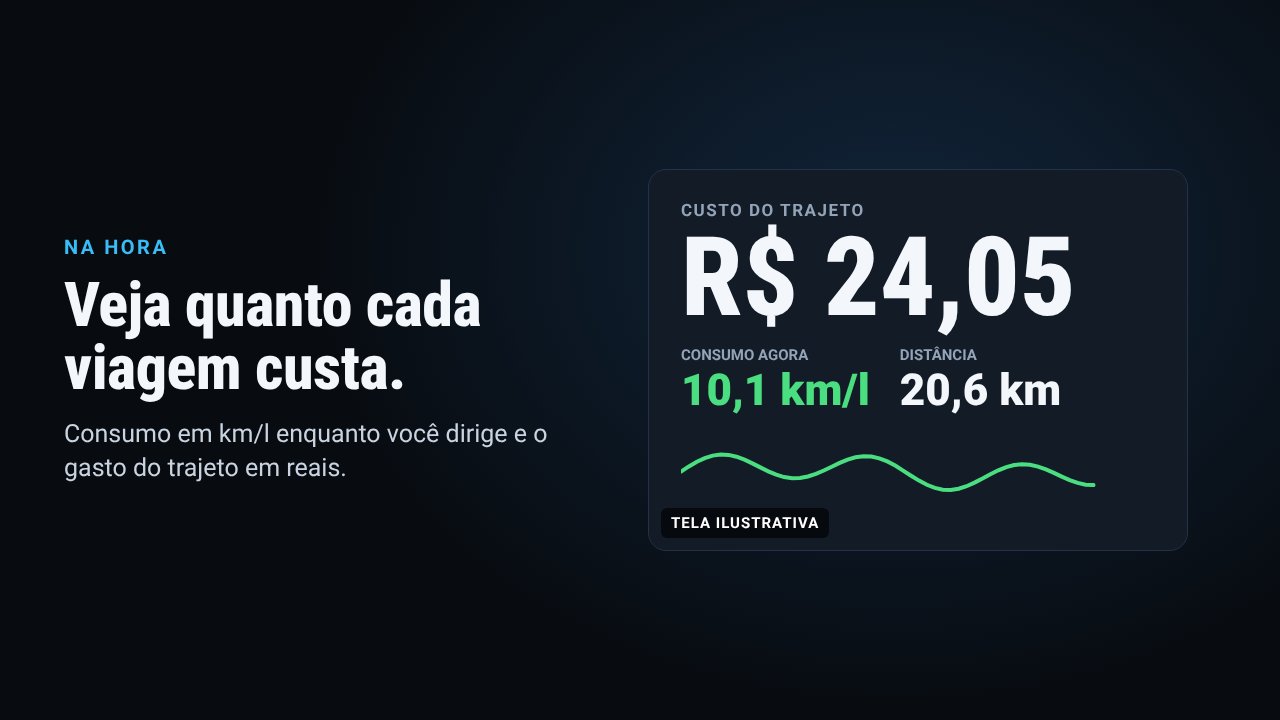 NA HORA
Veja quanto cada
viagem custa.
Consumo em km/l enquanto você dirige e o
gasto do trajeto em reais.
CUSTO DO TRAJETO
R$ 24,05
CONSUMO AGORA
10,1 km/l
DISTÂNCIA
20,6 km
TELA ILUSTRATIVA